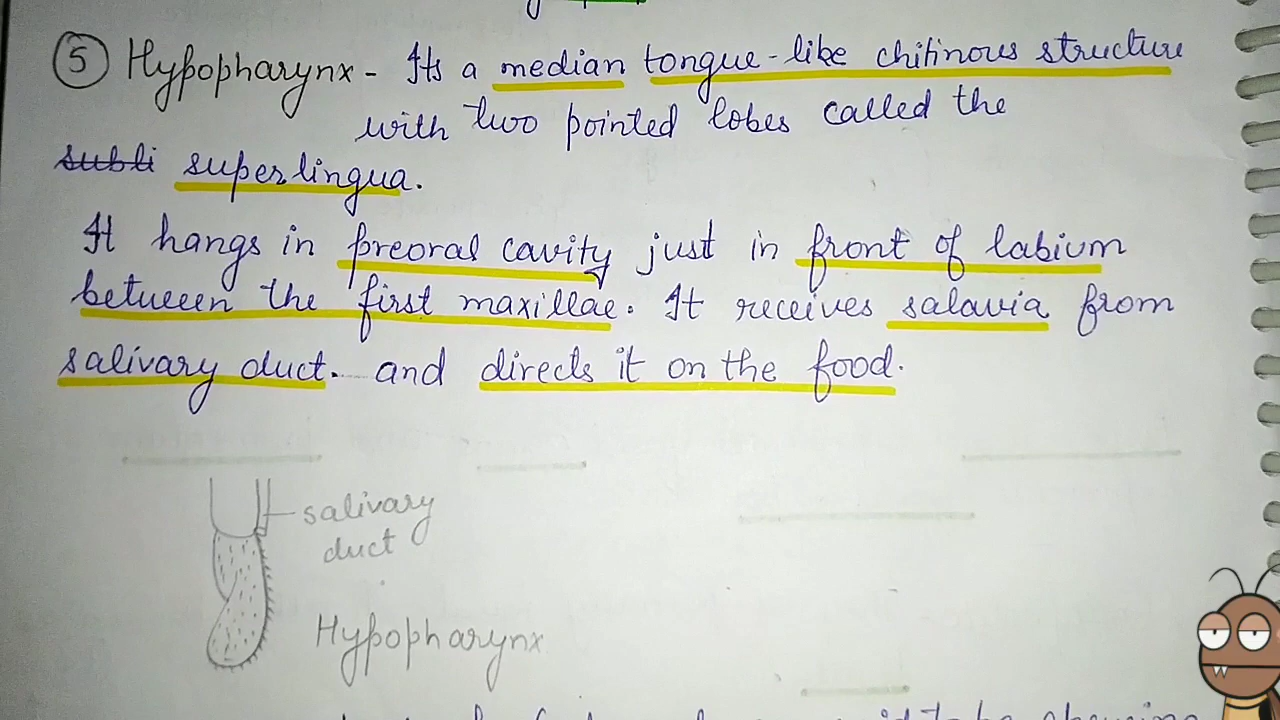 5 Hypopharynx - Its a median tongue-like chitinous structure
with two pointed lobes called the
subli superlingua.
It hangs in preoral cavity just in front of labium
between the first maxillae. It receives salavia from
salivary duct. and directs it on the food.
salivary
duct
Hypopharynx